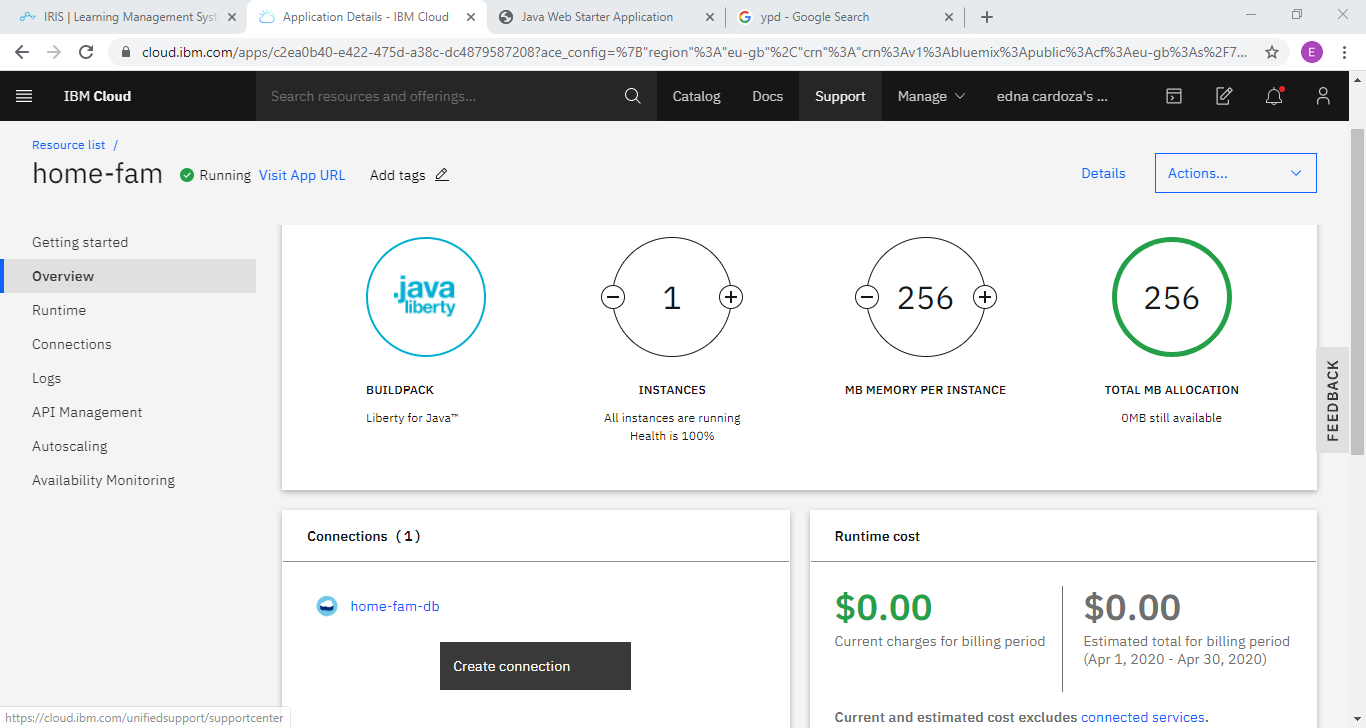 IRIS | Learning Management Syst
Application Details - IBM Cloud
Java Web Starter Application
ypd - Google Search
cloud.ibm.com/apps/c2ea0b40-e422-475d-a38c-dc4879587208?ace_config=%7B"region"%3A"eu-gb"%2C"crn"%3A"crn%3Av1%3Abluemix%3Apublic%3Acf%3Aeu-gb%3As%2F7...
E
IBM Cloud
Search resources and offerings...
Catalog
Docs
Support
Manage
edna cardoza's ...
Resource list /
home-fam
Running
Visit App URL
Add tags
Details
Actions...
Getting started
Overview
Runtime
Connections
Logs
API Management
Autoscaling
Availability Monitoring
.java
liberty
BUILDPACK
Liberty for Java™
1
INSTANCES
All instances are running
Health is 100%
256
MB MEMORY PER INSTANCE
256
TOTAL MB ALLOCATION
0MB still available
FEEDBACK
Connections (1)
home-fam-db
Create connection
Runtime cost
$0.00
Current charges for billing period
$0.00
Estimated total for billing period
(Apr 1, 2020 - Apr 30, 2020)
Current and estimated cost excludes connected services.
https://cloud.ibm.com/unifiedsupport/supportcenter